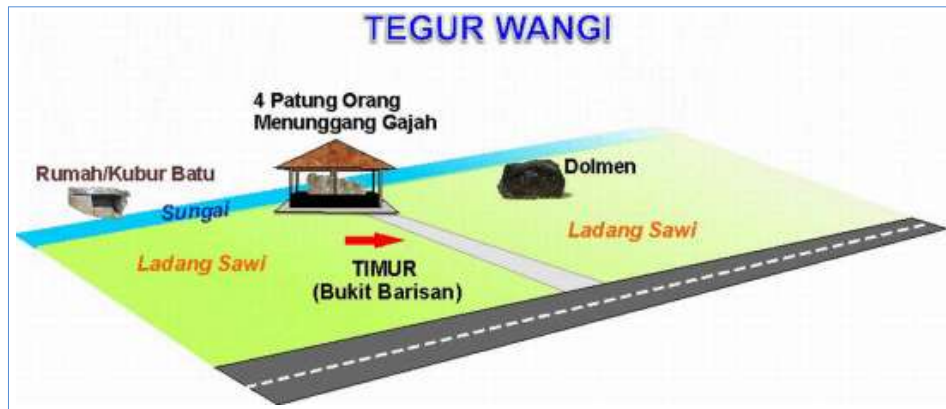 TEGUR WANGI
4 Patung Orang
Menunggang Gajah
Rumah/Kubur Batu
Dolmen
Sungai
Ladang Sawi
Ladang Sawi
TIMUR
(Bukit Barisan)